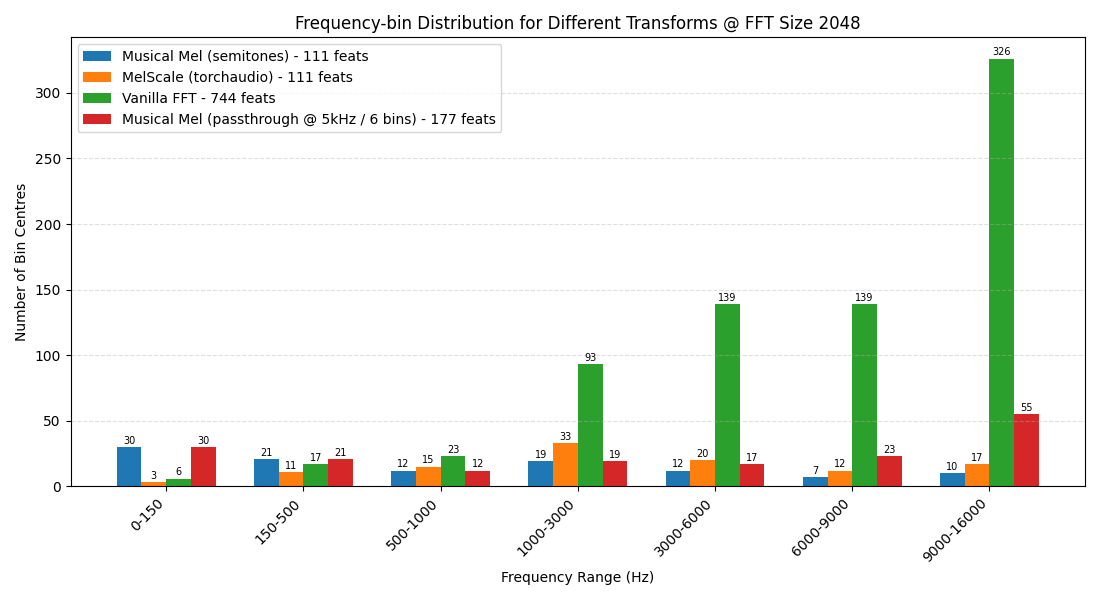 Frequency-bin Distribution for Different Transforms @ FFT Size 2048
Musical Mel (semitones) - 111 feats
MelScale (torchaudio) - 111 feats
Vanilla FFT - 744 feats
Musical Mel (passthrough @ 5kHz / 6 bins) - 177 feats
Number of Bin Centres
300
250
200
150
100
50
0
30 3 6 30
21 11 17 21
12 15 23 12
19 33 93 19
12 20 139 17
7 12 139 23
10 17 326 55
0-150
150-500
500-1000
1000-3000
3000-6000
6000-9000
9000-16000
Frequency Range (Hz)